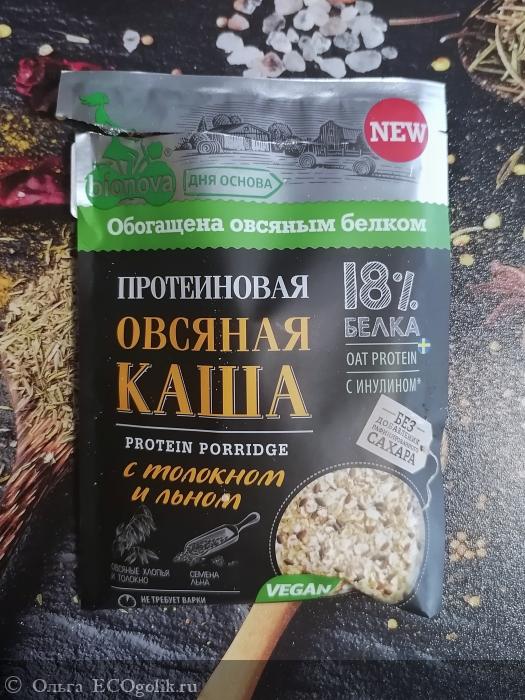 NEW
bionova®
ДНЯ ОСНОВА
Обогащена овсяным белком
ПРОТЕИНОВАЯ
ОВСЯНАЯ
КАША
PROTEIN PORRIDGE
с толокном
и льном
18%
БЕЛКА
OAT PROTEIN
С ИНУЛИНОМ*
БЕЗ
ДОБАВЛЕНИЯ
РАФИНИРОВАННОГО
САХАРА
ОВСЯНЫЕ ХЛОПЬЯ
И ТОЛОКНО
СЕМЕНА
ЛЬНА
VEGAN
НЕ ТРЕБУЕТ ВАРКИ
© Ольга ECOgolik.ru